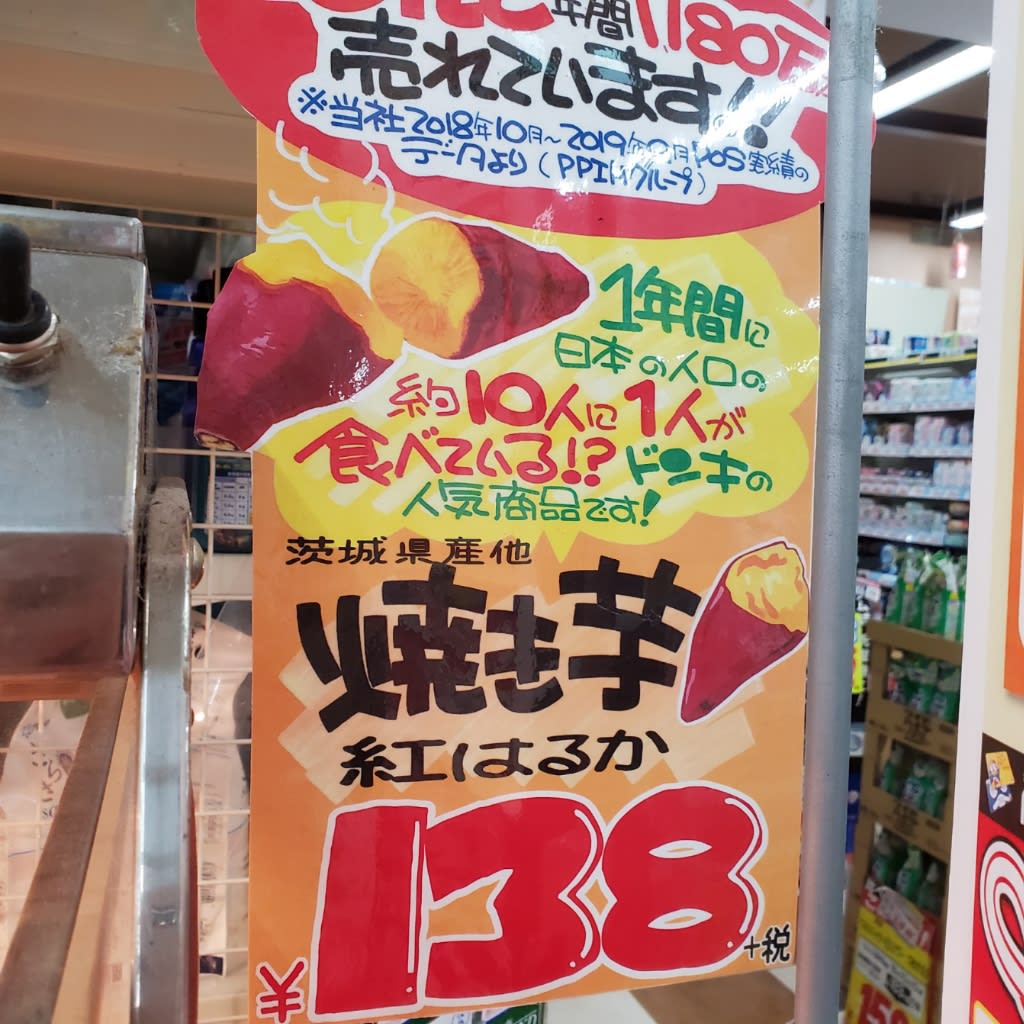 年間1,180万
売れています!!
※当社2018年10月~2019年9月POS実績の
データより(PPIHグループ)
1年間に
日本の人口の
約10人に1人が
食べている!?ドンキの
人気商品です!
茨城県産他
焼き芋
紅はるか
¥138+税